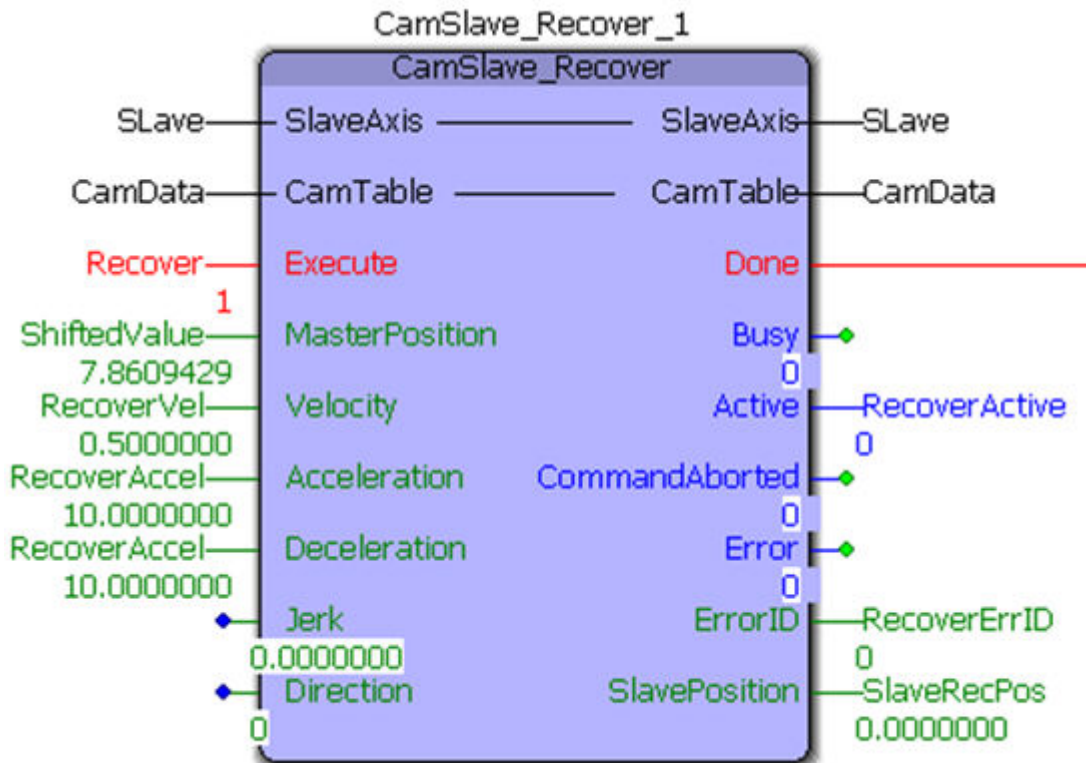 CamSlave_Recover_1
CamSlave_Recover
SLave SlaveAxis SlaveAxis SLave
CamData CamTable CamTable CamData
Recover Execute Done
1
ShiftedValue MasterPosition Busy
7.8609429 0
RecoverVel Velocity Active RecoverActive
0.5000000 0
RecoverAccel Acceleration CommandAborted
10.0000000 0
RecoverAccel Deceleration Error
10.0000000 0
Jerk ErrorID RecoverErrID
0.0000000 0
Direction SlavePosition SlaveRecPos
0 0.0000000